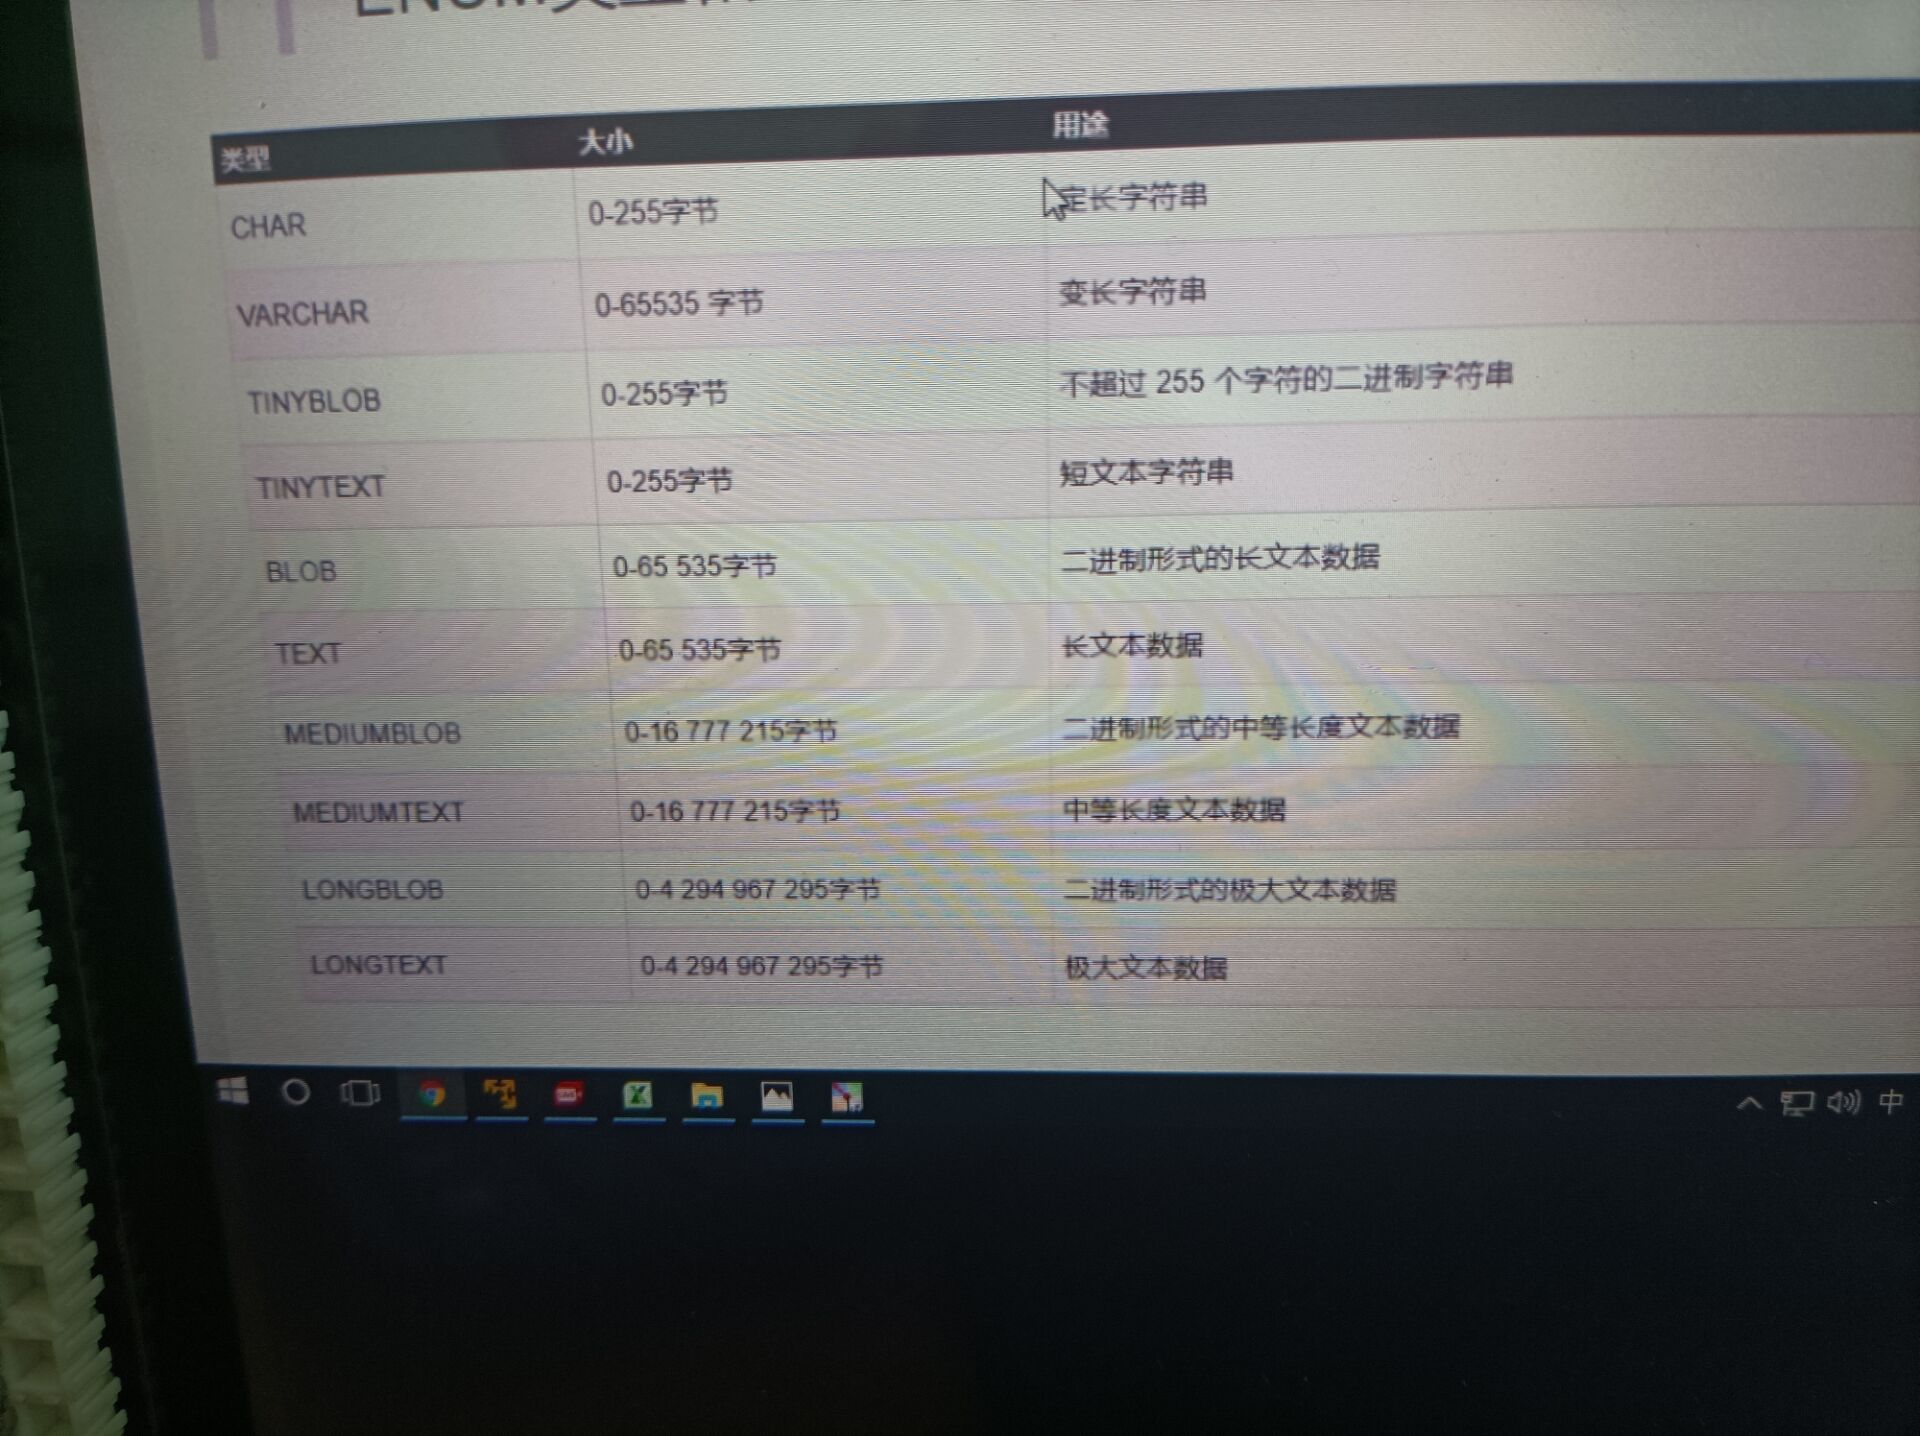 ENUM类型
类型 大小 用途
CHAR 0-255字节 定长字符串
VARCHAR 0-65535 字节 变长字符串
TINYBLOB 0-255字节 不超过 255 个字符的二进制字符串
TINYTEXT 0-255字节 短文本字符串
BLOB 0-65 535字节 二进制形式的长文本数据
TEXT 0-65 535字节 长文本数据
MEDIUMBLOB 0-16 777 215字节 二进制形式的中等长度文本数据
MEDIUMTEXT 0-16 777 215字节 中等长度文本数据
LONGBLOB 0-4 294 967 295字节 二进制形式的极大文本数据
LONGTEXT 0-4 294 967 295字节 极大文本数据
中